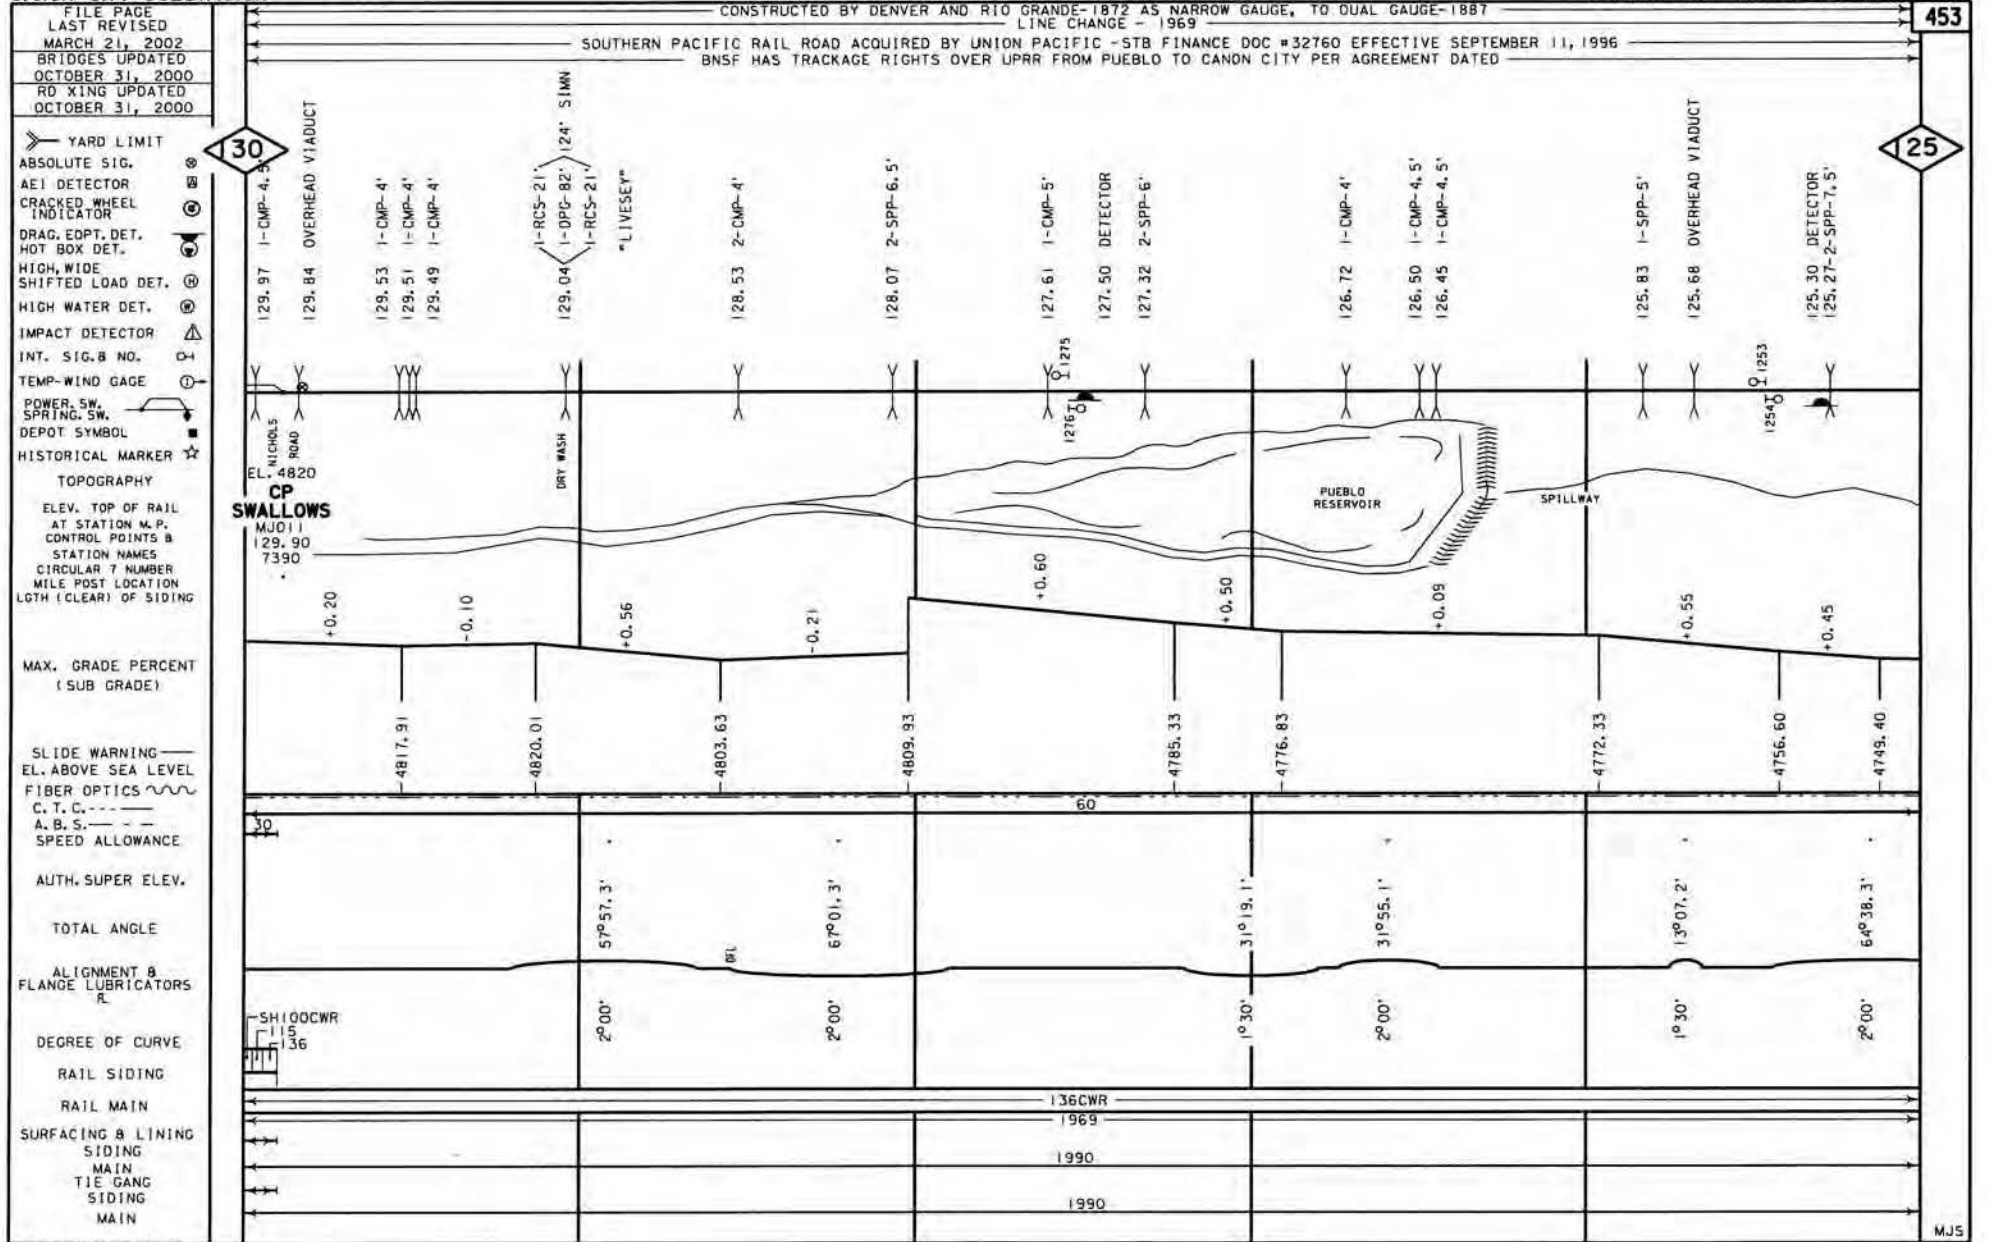 CONSTRUCTED BY DENVER AND RIO GRANDE-1872 AS NARROW GAUGE, TO DUAL GAUGE-1887
LINE CHANGE - 1969
SOUTHERN PACIFIC RAIL ROAD ACQUIRED BY UNION PACIFIC -STB FINANCE DOC #32760 EFFECTIVE SEPTEMBER 11, 1996
BNSF HAS TRACKAGE RIGHTS OVER UPRR FROM PUEBLO TO CANON CITY PER AGREEMENT DATED
453
FILE PAGE
LAST REVISED
MARCH 21, 2002
BRIDGES UPDATED
OCTOBER 31, 2000
RD XING UPDATED
OCTOBER 31, 2000
YARD LIMIT
ABSOLUTE SIG.
AEI DETECTOR
CRACKED WHEEL
INDICATOR
DRAG. EQPT. DET.
HOT BOX DET.
HIGH, WIDE
SHIFTED LOAD DET.
HIGH WATER DET.
IMPACT DETECTOR
INT. SIG.& NO.
TEMP-WIND GAGE
POWER. SW.
SPRING. SW.
DEPOT SYMBOL
HISTORICAL MARKER
TOPOGRAPHY
ELEV. TOP OF RAIL
AT STATION M.P.
CONTROL POINTS &
STATION NAMES
CIRCULAR 7 NUMBER
MILE POST LOCATION
LGTH (CLEAR) OF SIDING
MAX. GRADE PERCENT
(SUB GRADE)
SLIDE WARNING
EL. ABOVE SEA LEVEL
FIBER OPTICS
C. T. C.
A. B. S.
SPEED ALLOWANCE
AUTH. SUPER ELEV.
TOTAL ANGLE
ALIGNMENT &
FLANGE LUBRICATORS
DEGREE OF CURVE
RAIL SIDING
RAIL MAIN
SURFACING & LINING
SIDING
MAIN
TIE GANG
SIDING
MAIN
130
125
129.97 1-CMP-4.5'
129.84 OVERHEAD VIADUCT
129.53 1-CMP-4'
129.51 1-CMP-4'
129.49 1-CMP-4'
1-RCS-21'
129.04 1-DPG-82' 124' SIMN
1-RCS-21'
"LIVESEY"
128.53 2-CMP-4'
128.07 2-SPP-6.5'
127.61 1-CMP-5'
127.50 DETECTOR
127.32 2-SPP-6'
126.72 1-CMP-4'
126.50 1-CMP-4.5'
126.45 1-CMP-4.5'
125.83 1-SPP-5'
125.68 OVERHEAD VIADUCT
125.30 DETECTOR
125.27-2-SPP-7.5'
1275
1276
1253
1254
NICHOLS
ROAD
DRY WASH
EL. 4820
CP
SWALLOWS
MJ011
129.90
7390
PUEBLO
RESERVOIR
SPILLWAY
+0.20
-0.10
+0.56
-0.21
+0.60
+0.50
+0.09
+0.55
+0.45
4817.91
4820.01
4803.63
4809.93
4785.33
4776.83
4772.33
4756.60
4749.40
60
30
57°57.3'
67°01.3'
31°19.1'
31°55.1'
13°07.2'
64°38.3'
2°00'
2°00'
1°30'
2°00'
1°30'
2°00'
SH100CWR
115
136
136CWR
1969
1990
1990
MJS